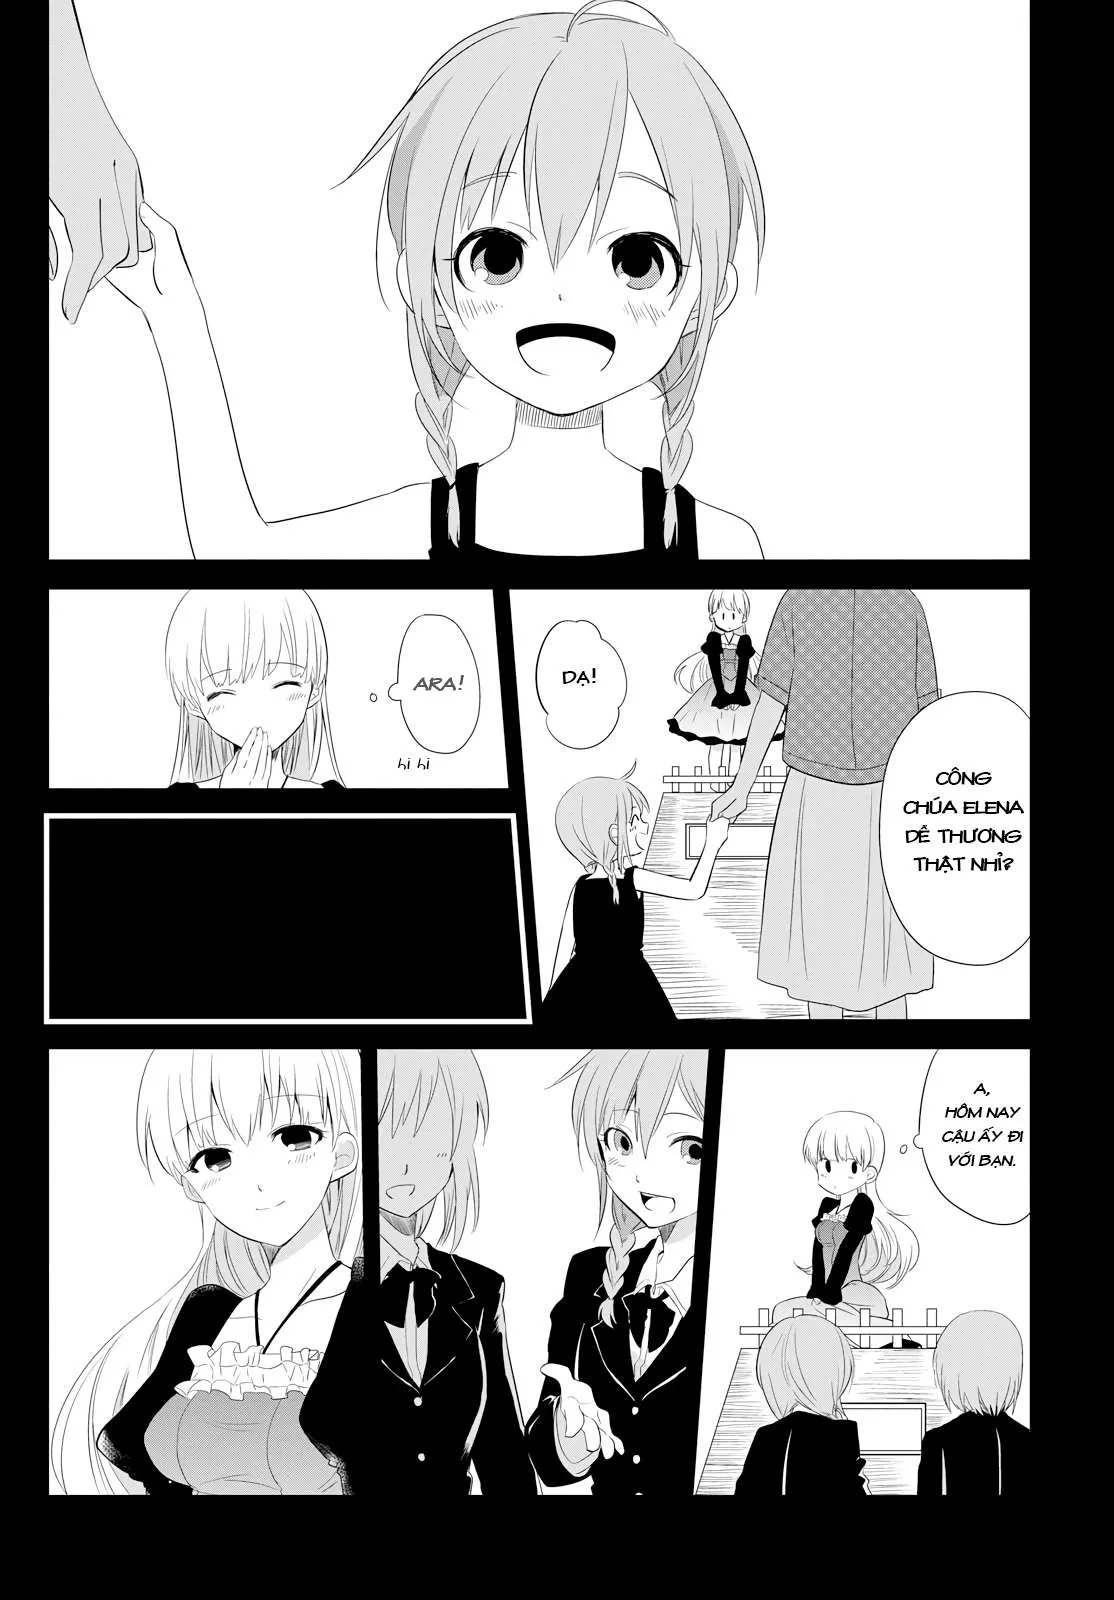 CÔNG
CHÚA ELENA
DỄ THƯƠNG
THẬT NHỈ?
DẠ!
ARA!
hi hi
A,
HÔM NAY
CẬU ẤY ĐI
VỚI BẠN.